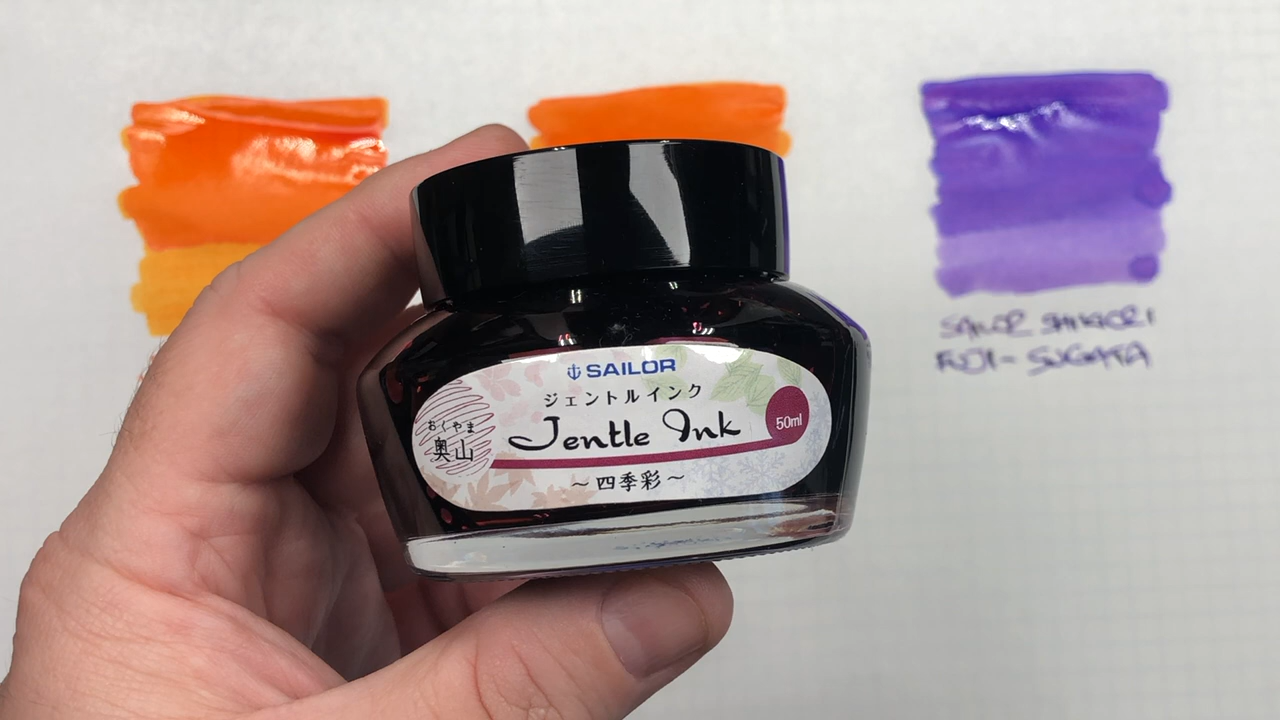 SAILOR
ジェントルインク
Jentle Ink
50ml
おくやま
奥山
～四季彩～
SAILOR SHIKIORI
FUJI-SUGATA